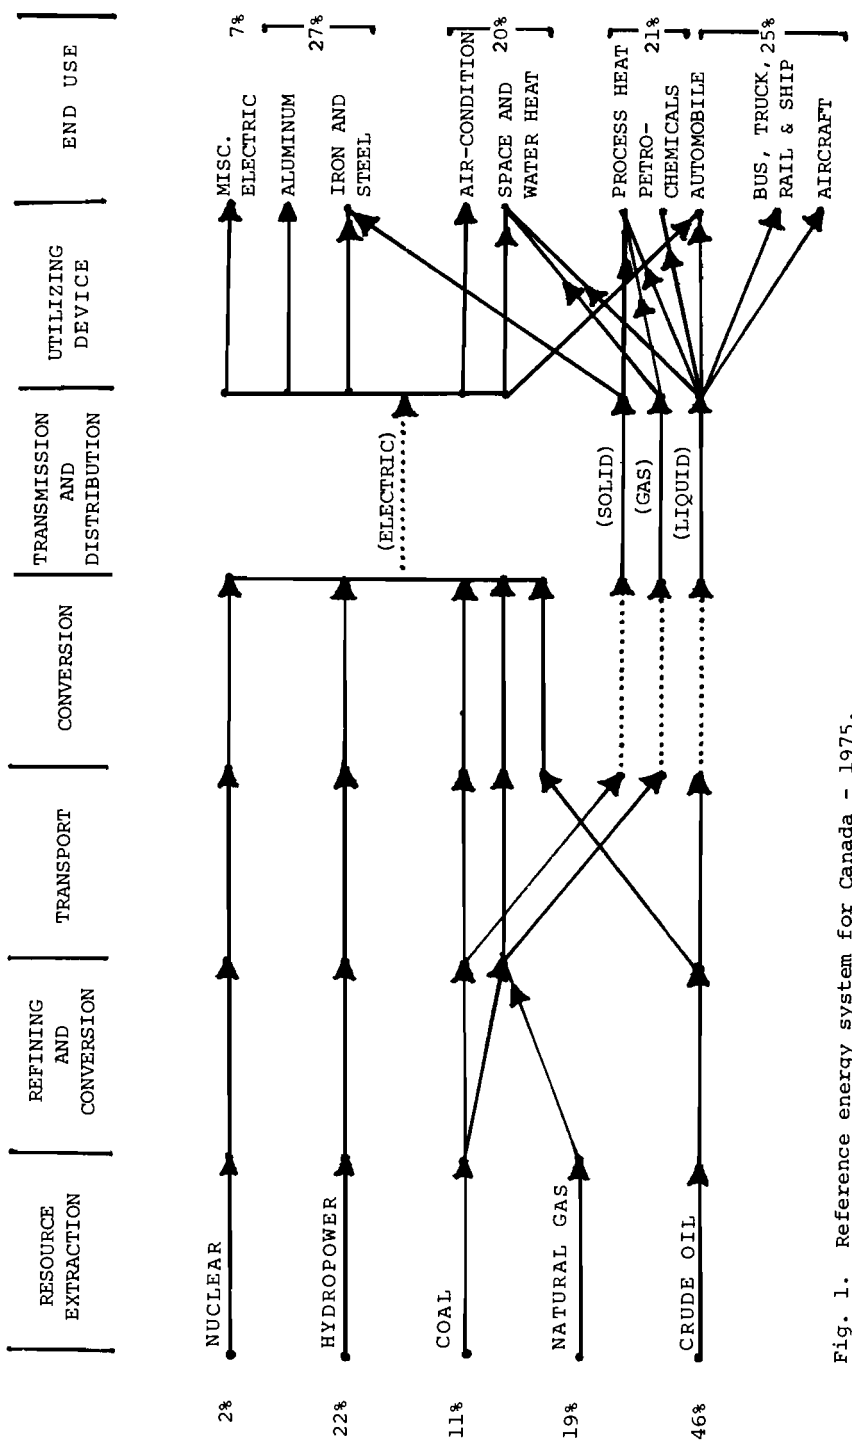 RESOURCE
EXTRACTION
REFINING
AND
CONVERSION
TRANSPORT
CONVERSION
TRANSMISSION
AND
DISTRIBUTION
UTILIZING
DEVICE
END USE
2%
NUCLEAR
22%
HYDROPOWER
11%
COAL
19%
NATURAL GAS
46%
CRUDE OIL
(ELECTRIC)
(SOLID)
(GAS)
(LIQUID)
MISC.
ELECTRIC
7%
ALUMINUM
IRON AND
STEEL
27%
AIR-CONDITION
SPACE AND
WATER HEAT
20%
PROCESS HEAT
PETRO-
CHEMICALS
21%
AUTOMOBILE
BUS, TRUCK,
RAIL & SHIP
AIRCRAFT
25%
Fig. 1. Reference energy system for Canada - 1975.